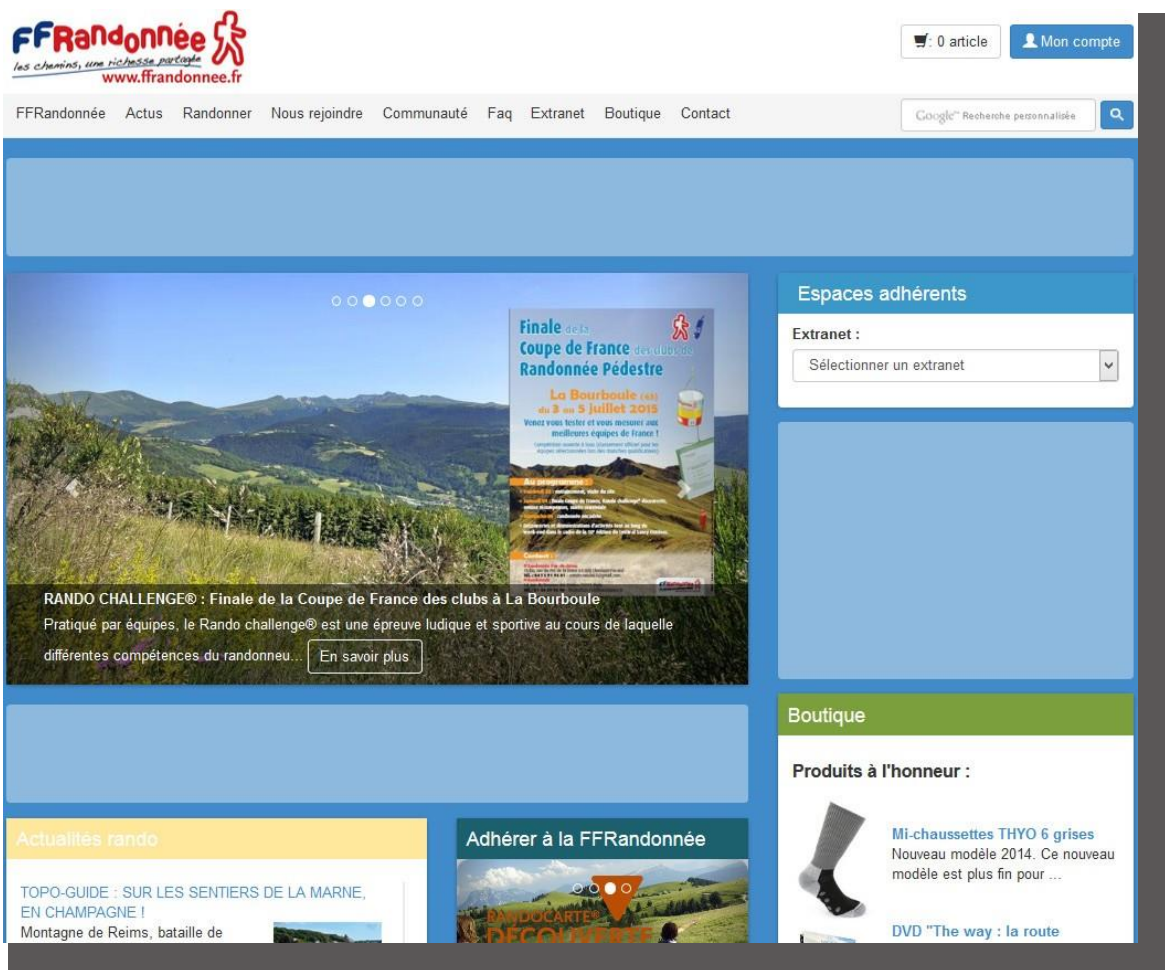 FFRandonnée
les chemins, une richesse partagée
www.ffrandonnee.fr
: 0 article
Mon compte
FFRandonnée Actus Randonner Nous rejoindre Communauté Faq Extranet Boutique Contact
Google™ Recherche personnalisée
Finale de la
Coupe de France des clubs de
Randonnée Pédestre
La Bourboule (63)
du 3 au 5 juillet 2015
Venez vous tester et vous mesurer aux
meilleures équipes de France !
Au programme :
Contact :
RANDO CHALLENGE® : Finale de la Coupe de France des clubs à La Bourboule
Pratiqué par équipes, le Rando challenge® est une épreuve ludique et sportive au cours de laquelle
différentes compétences du randonneu... En savoir plus
Espaces adhérents
Extranet :
Sélectionner un extranet
Boutique
Produits à l'honneur :
Mi-chaussettes THYO 6 grises
Nouveau modèle 2014. Ce nouveau
modèle est plus fin pour ...
DVD "The way : la route
Actualités rando
TOPO-GUIDE : SUR LES SENTIERS DE LA MARNE,
EN CHAMPAGNE !
Montagne de Reims, bataille de
Adhérer à la FFRandonnée
RANDOCARTE®
DÉCOUVERTE